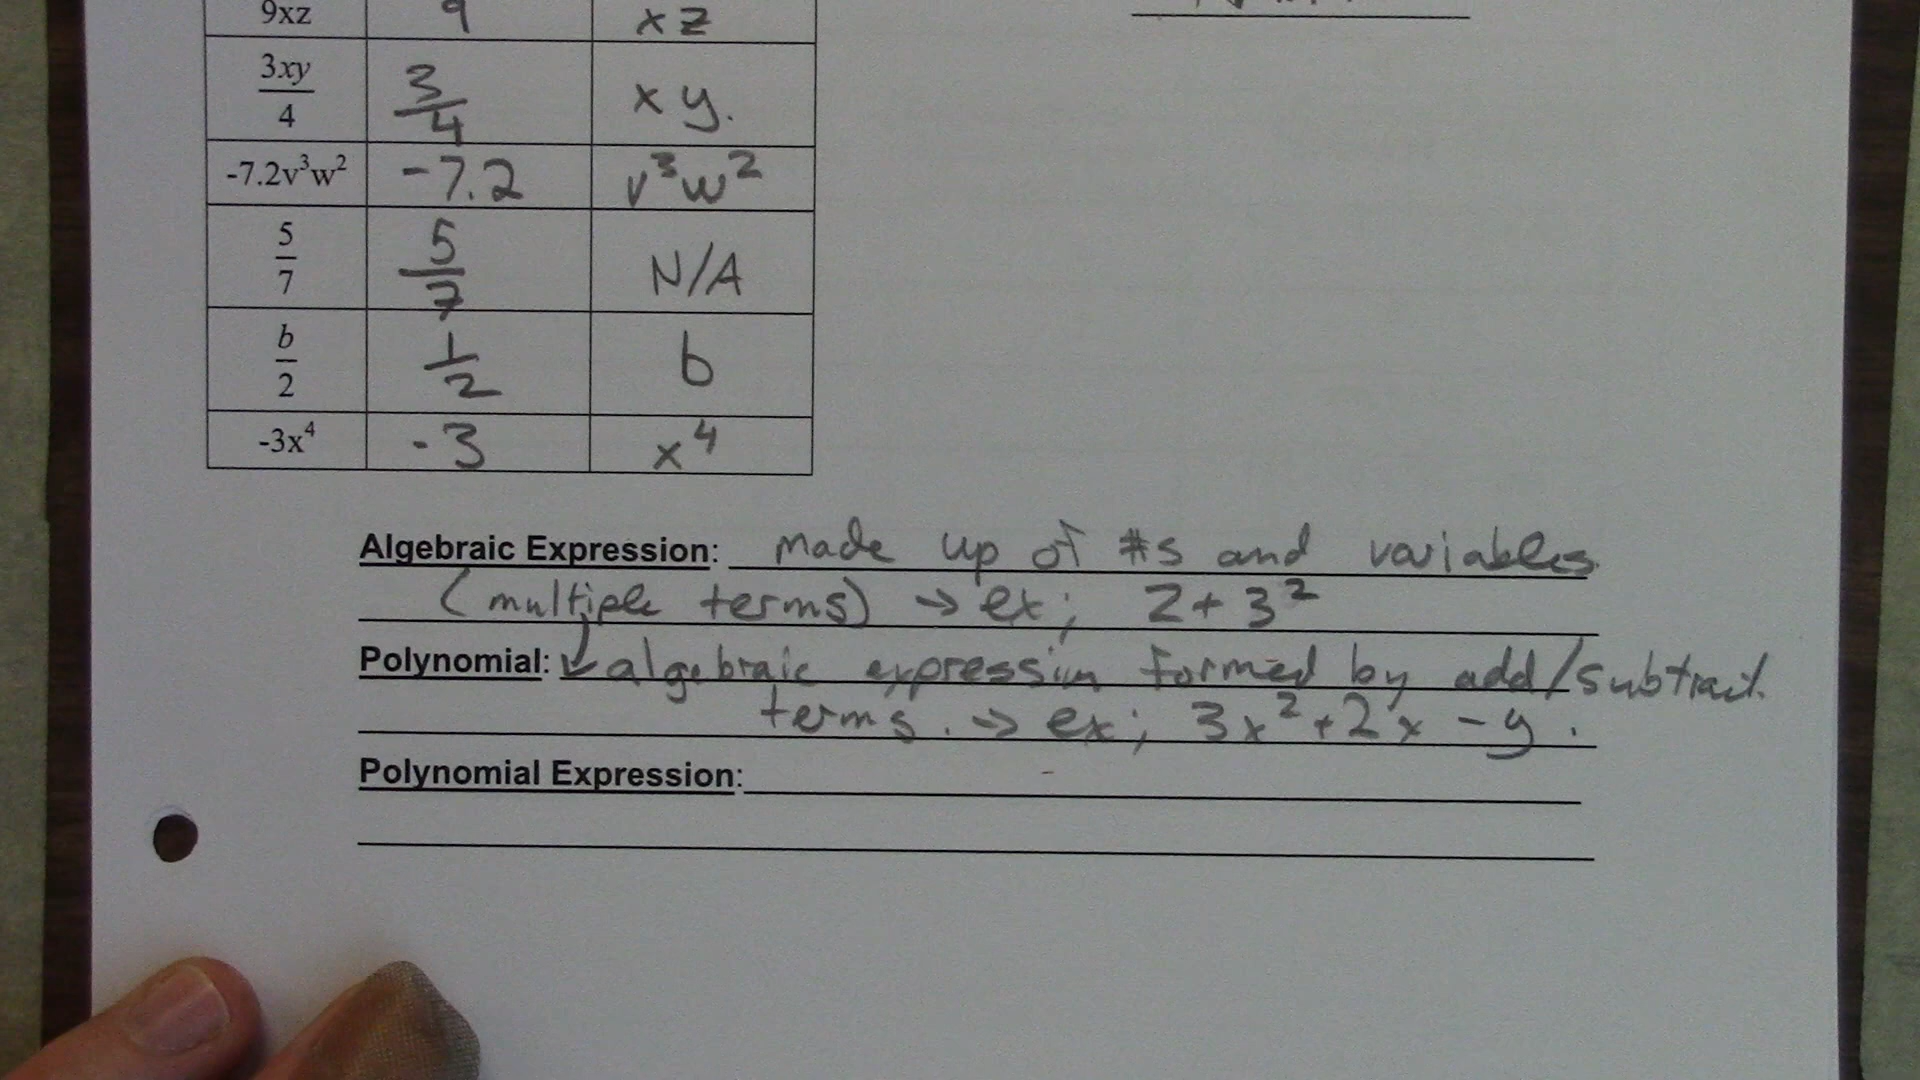 9xz 9 xz
3xy/4 3/4 xy.
-7.2v³w² -7.2 v³w²
5/7 5/7 N/A
b/2 1/2 b
-3x⁴ -3 x⁴
Algebraic Expression: made up of #s and variables
(multiple terms) → ex; 2+3²
Polynomial: algebraic expression formed by add/subtract.
terms. → ex; 3x²+2x-y.
Polynomial Expression: